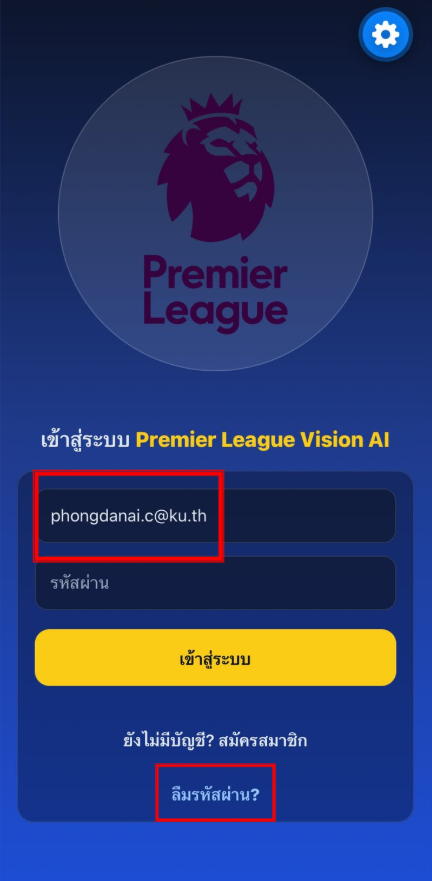 Premier
League
เข้าสู่ระบบ Premier League Vision AI
phongdanai.c@ku.th
รหัสผ่าน
เข้าสู่ระบบ
ยังไม่มีบัญชี? สมัครสมาชิก
ลืมรหัสผ่าน?